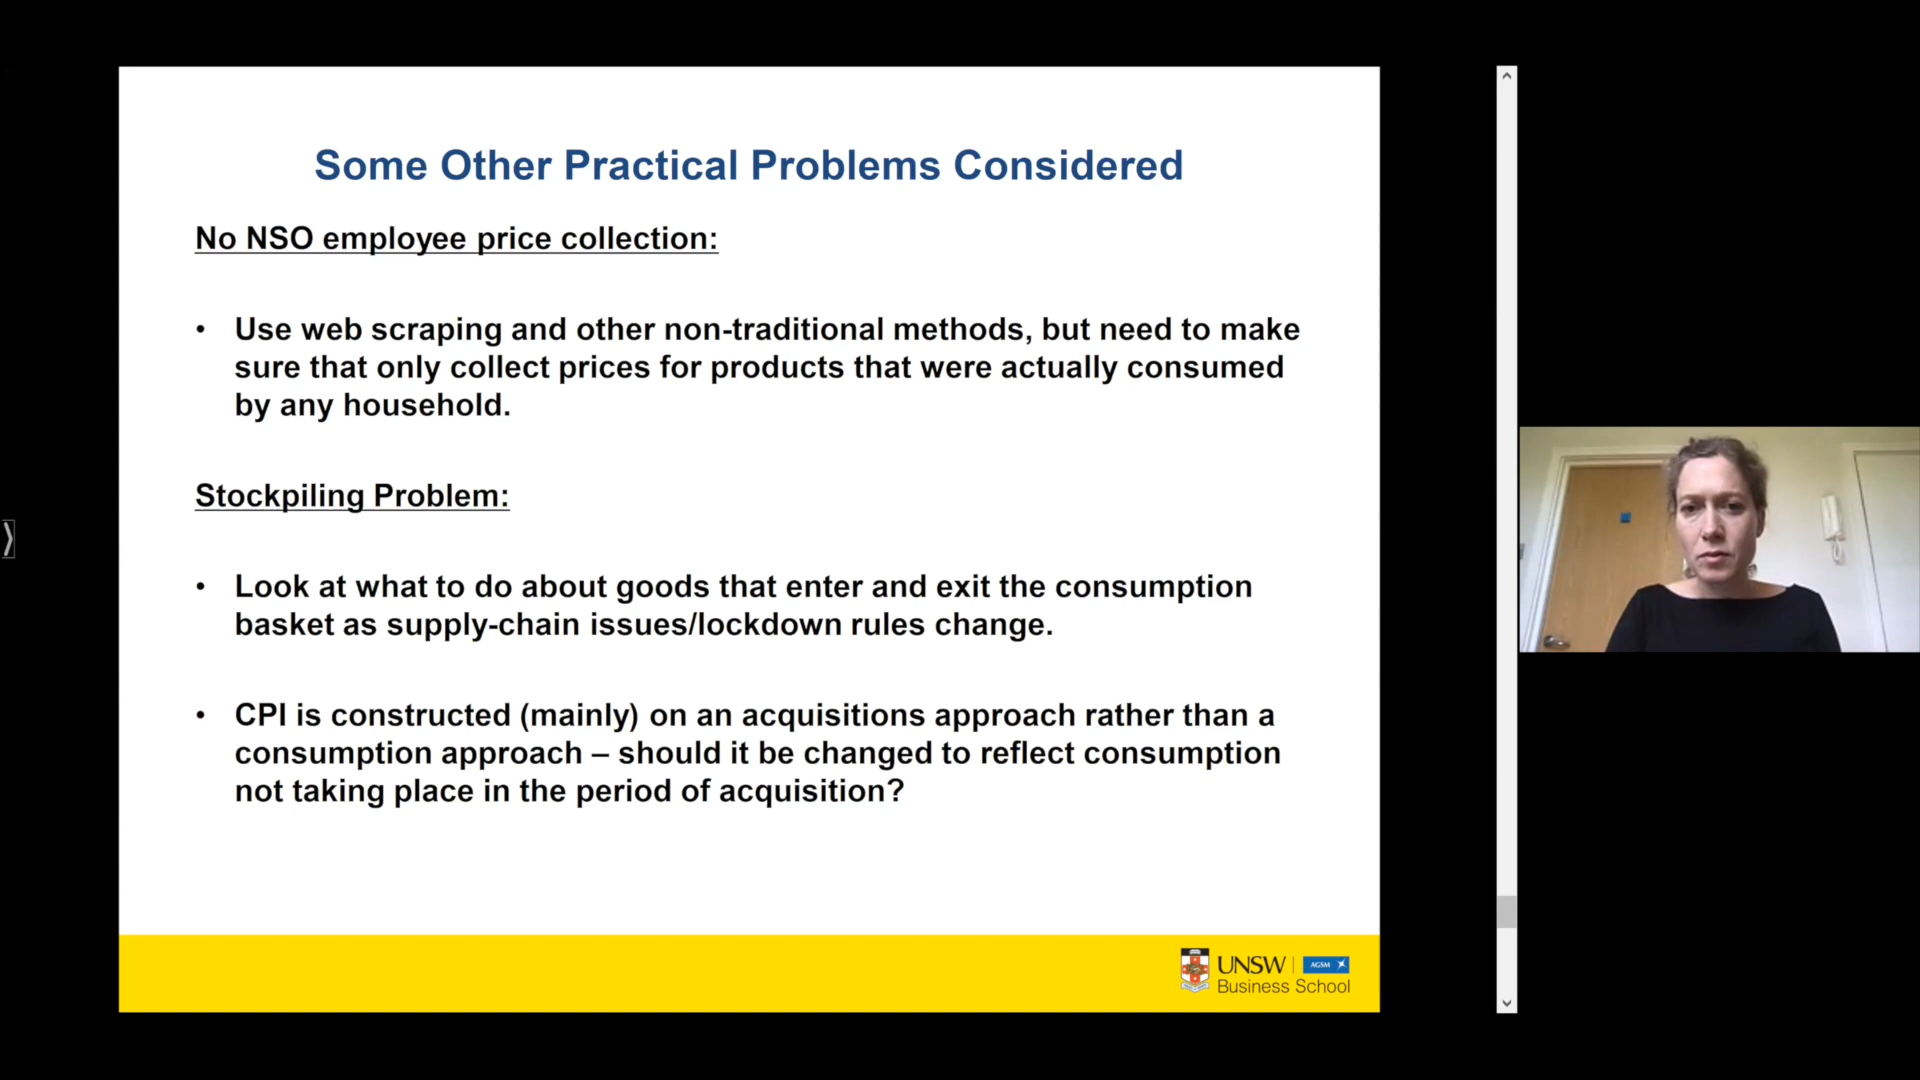 Some Other Practical Problems Considered
No NSO employee price collection:
• Use web scraping and other non-traditional methods, but need to make
sure that only collect prices for products that were actually consumed
by any household.
Stockpiling Problem:
• Look at what to do about goods that enter and exit the consumption
basket as supply-chain issues/lockdown rules change.
• CPI is constructed (mainly) on an acquisitions approach rather than a
consumption approach – should it be changed to reflect consumption
not taking place in the period of acquisition?
UNSW | AGSM
Business School